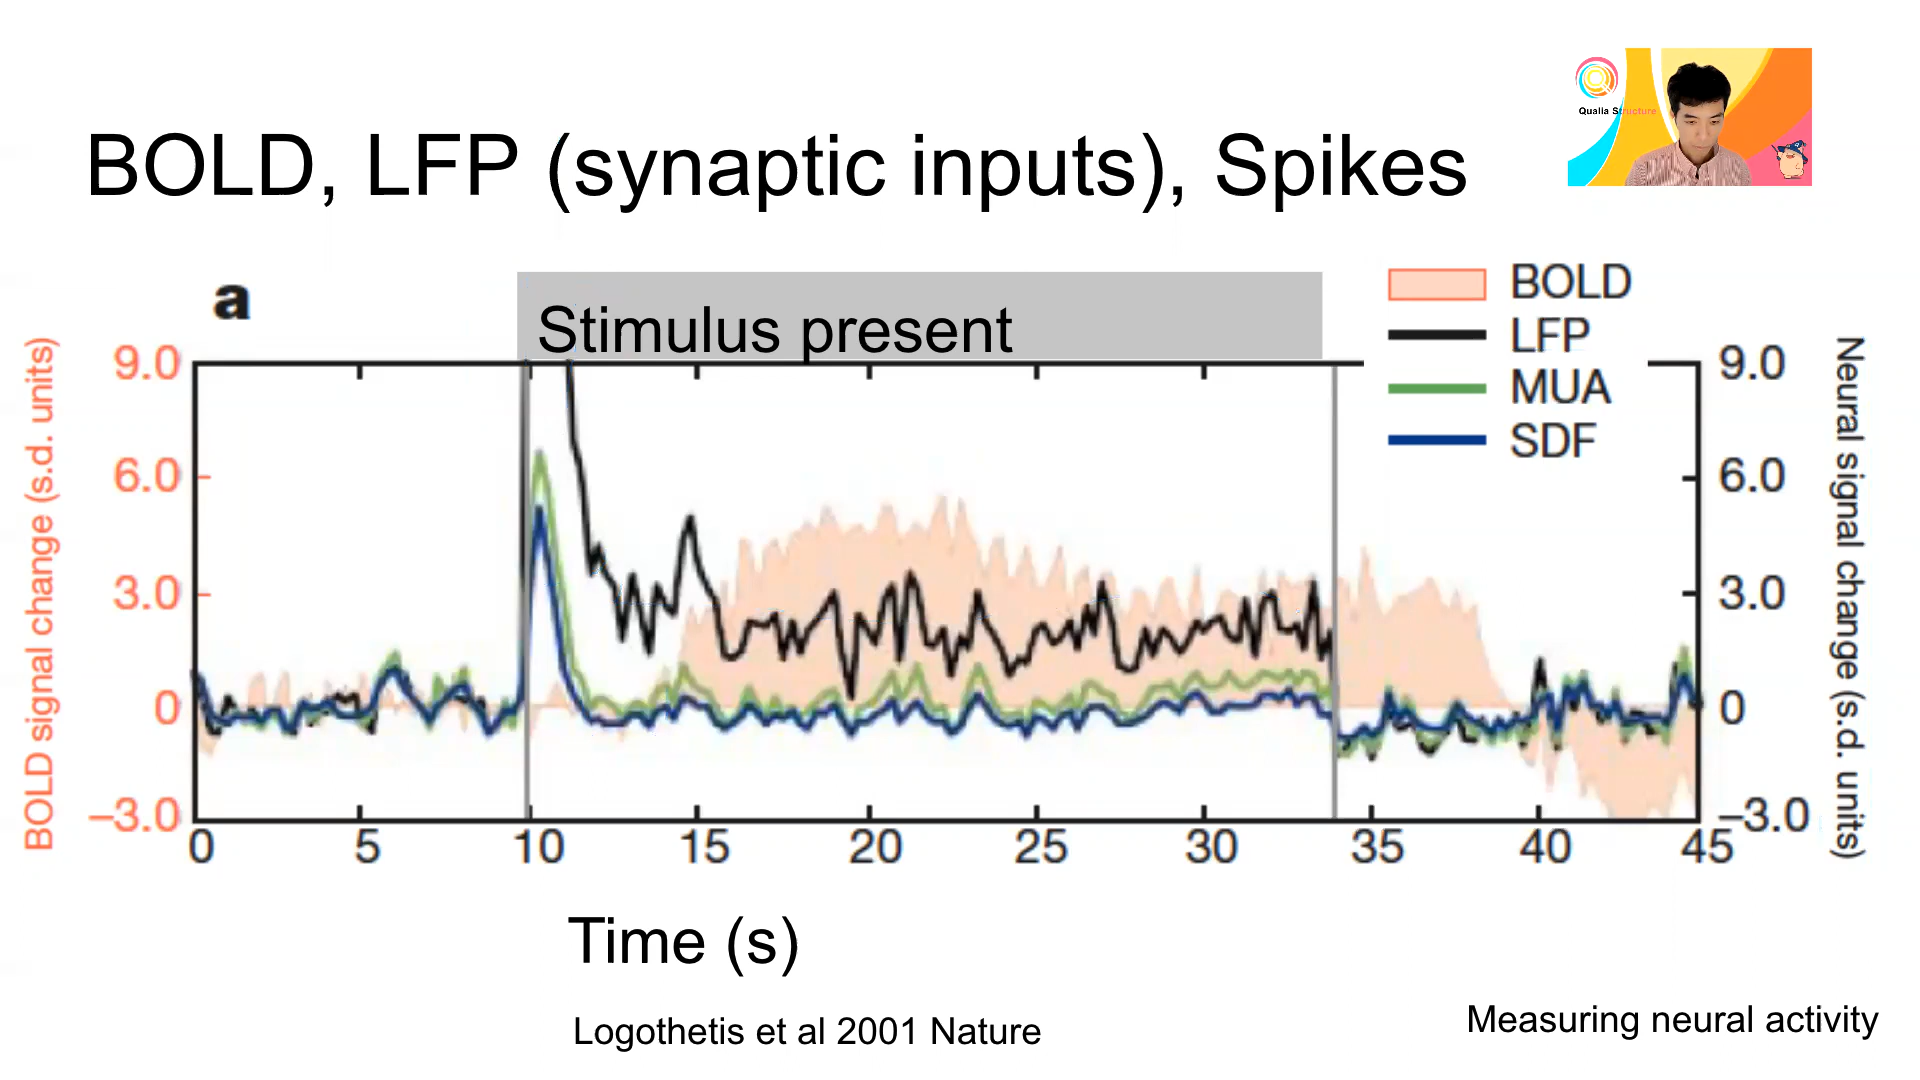 BOLD, LFP (synaptic inputs), Spikes
Qualia Structure
a
Stimulus present
BOLD
LFP
MUA
SDF
BOLD signal change (s.d. units)
9.0
6.0
3.0
0
–3.0
9.0
6.0
3.0
0
–3.0
Neural signal change (s.d. units)
0 5 10 15 20 25 30 35 40 45
Time (s)
Logothetis et al 2001 Nature
Measuring neural activity